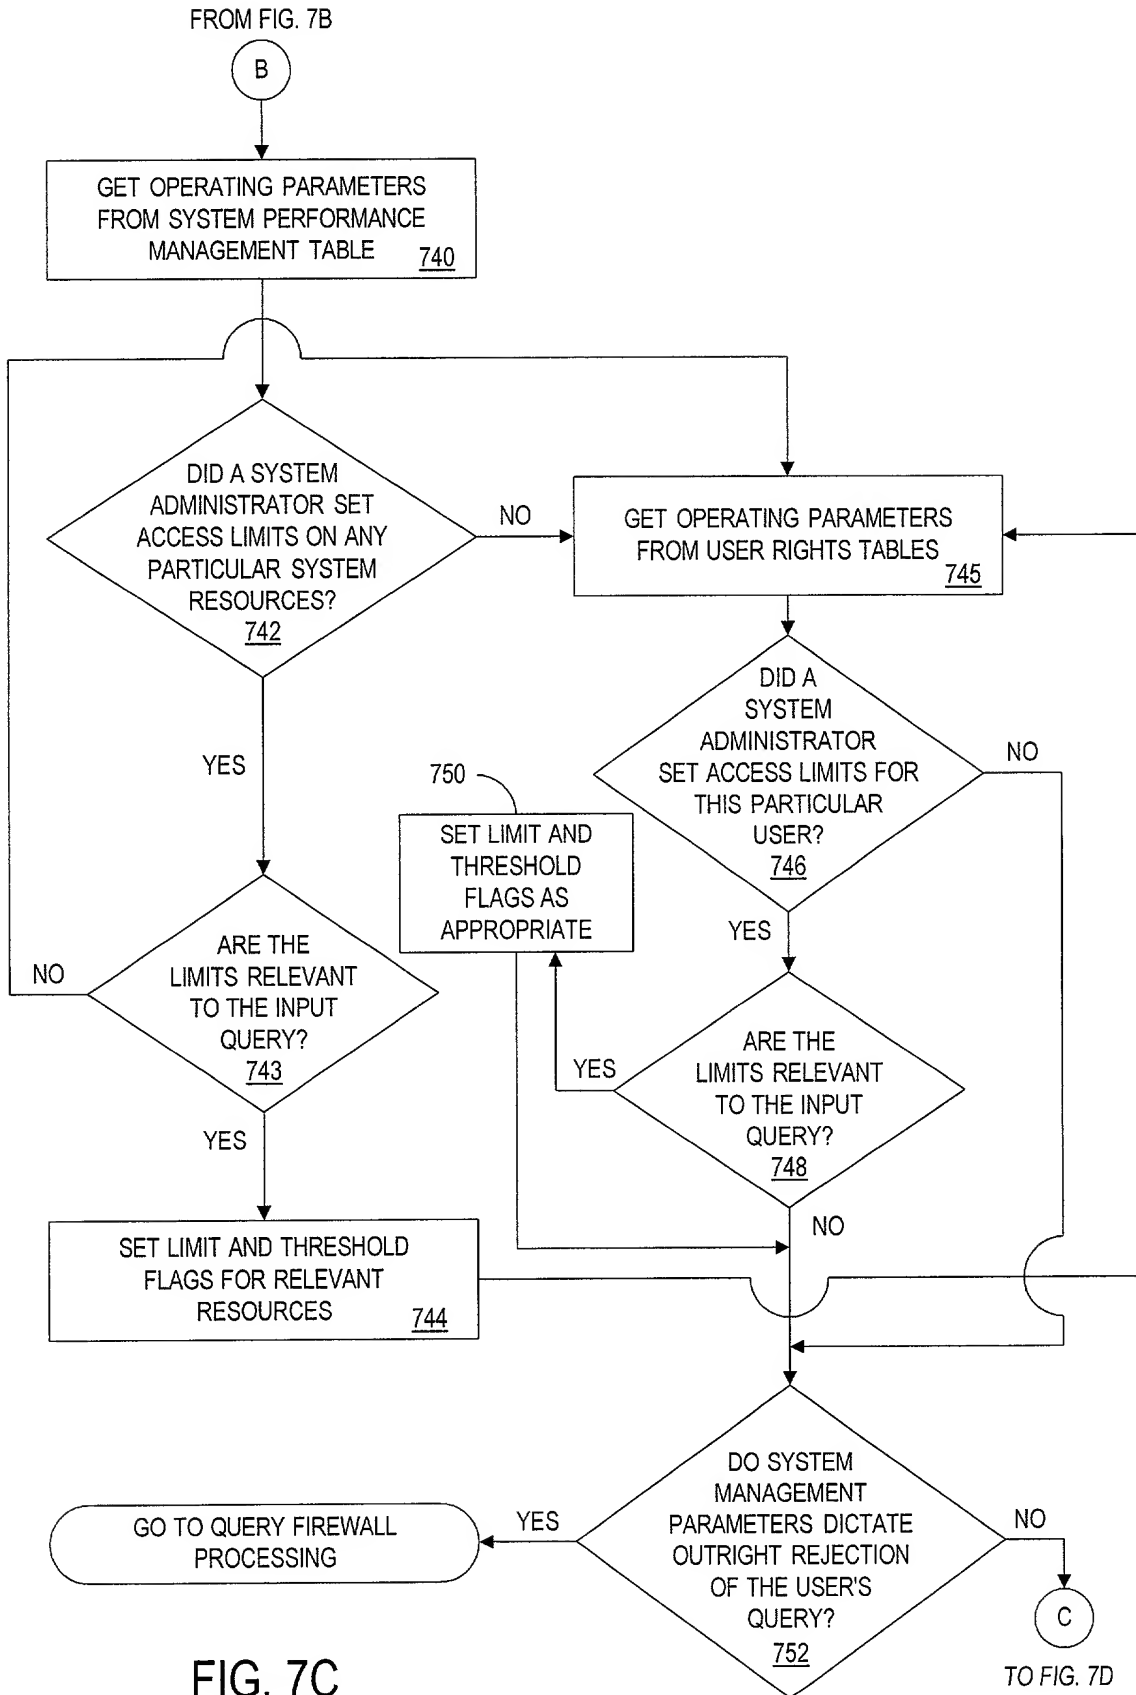 FROM FIG. 7B
B
GET OPERATING PARAMETERS
FROM SYSTEM PERFORMANCE
MANAGEMENT TABLE
740
DID A SYSTEM
ADMINISTRATOR SET
ACCESS LIMITS ON ANY
PARTICULAR SYSTEM
RESOURCES?
742
NO
GET OPERATING PARAMETERS
FROM USER RIGHTS TABLES
745
YES
DID A
SYSTEM
ADMINISTRATOR
SET ACCESS LIMITS FOR
THIS PARTICULAR
USER?
746
NO
YES
750
SET LIMIT AND
THRESHOLD
FLAGS AS
APPROPRIATE
ARE THE
LIMITS RELEVANT
TO THE INPUT
QUERY?
743
NO
YES
ARE THE
LIMITS RELEVANT
TO THE INPUT
QUERY?
748
YES
NO
SET LIMIT AND THRESHOLD
FLAGS FOR RELEVANT
RESOURCES
744
DO SYSTEM
MANAGEMENT
PARAMETERS DICTATE
OUTRIGHT REJECTION
OF THE USER'S
QUERY?
752
YES
GO TO QUERY FIREWALL
PROCESSING
NO
C
TO FIG. 7D
FIG. 7C